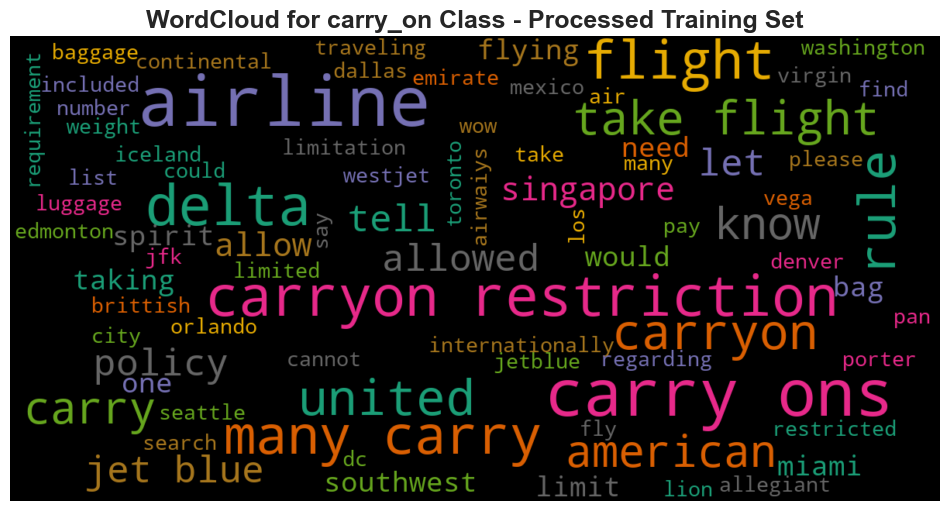 WordCloud for carry_on Class - Processed Training Set
baggage
continental
traveling
flying
flight
washington
included
airline
dallas
emirate
mexico
air
virgin
find
number
requirement
weight
wow
take flight
limitation
need
iceland
could
take
many
let
please
list
westjet
toronto
airwaiys
singapore
rule
luggage
delta
tell
los
vega
know
edmonton
spirit
allow
say
allowed
would
pay
jfk
limited
denver
taking
carryon restriction
bag
brittish
orlando
carryon
pan
city
internationally
policy
cannot
jetblue
regarding
porter
one
united
carry ons
carry
seattle
many carry
fly
restricted
search
american
jet blue
dc
miami
southwest
limit
lion
allegiant